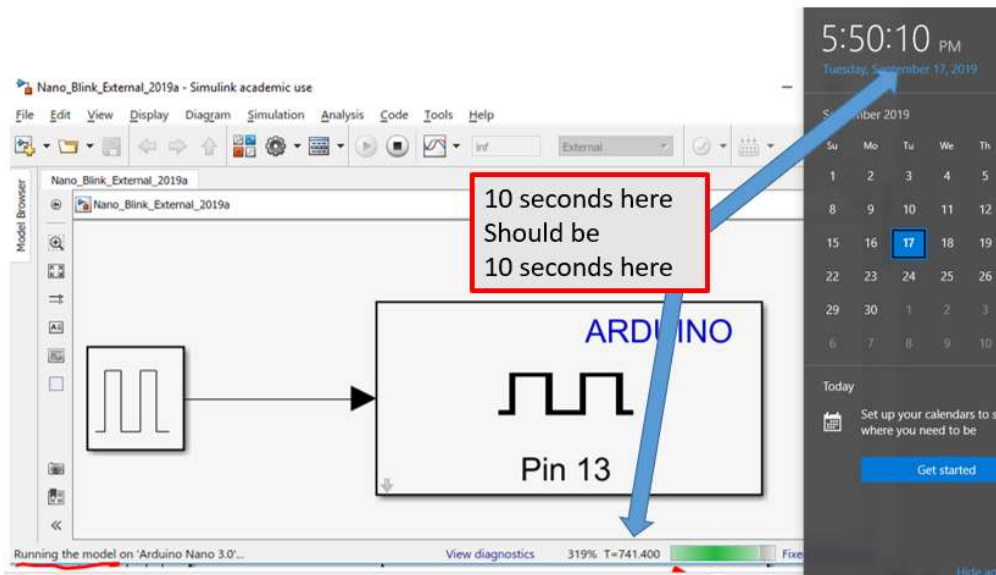 5:50:10 PM
Tuesday, September 17, 2019
Nano_Blink_External_2019a - Simulink academic use
File Edit View Display Diagram Simulation Analysis Code Tools Help
inf External
Model Browser
Nano_Blink_External_2019a
Nano_Blink_External_2019a
10 seconds here
Should be
10 seconds here
ARDUINO
Pin 13
Running the model on 'Arduino Nano 3.0'... View diagnostics 319% T=741.400
2019
Su Mo Tu We Th
1 2 3 4 5
8 9 10 11 12
15 16 17 18 19
22 23 24 25 26
29 30 1 2 3
6 7 8 9 10
Today
Set up your calendars to
where you need to be
Get started
Hide